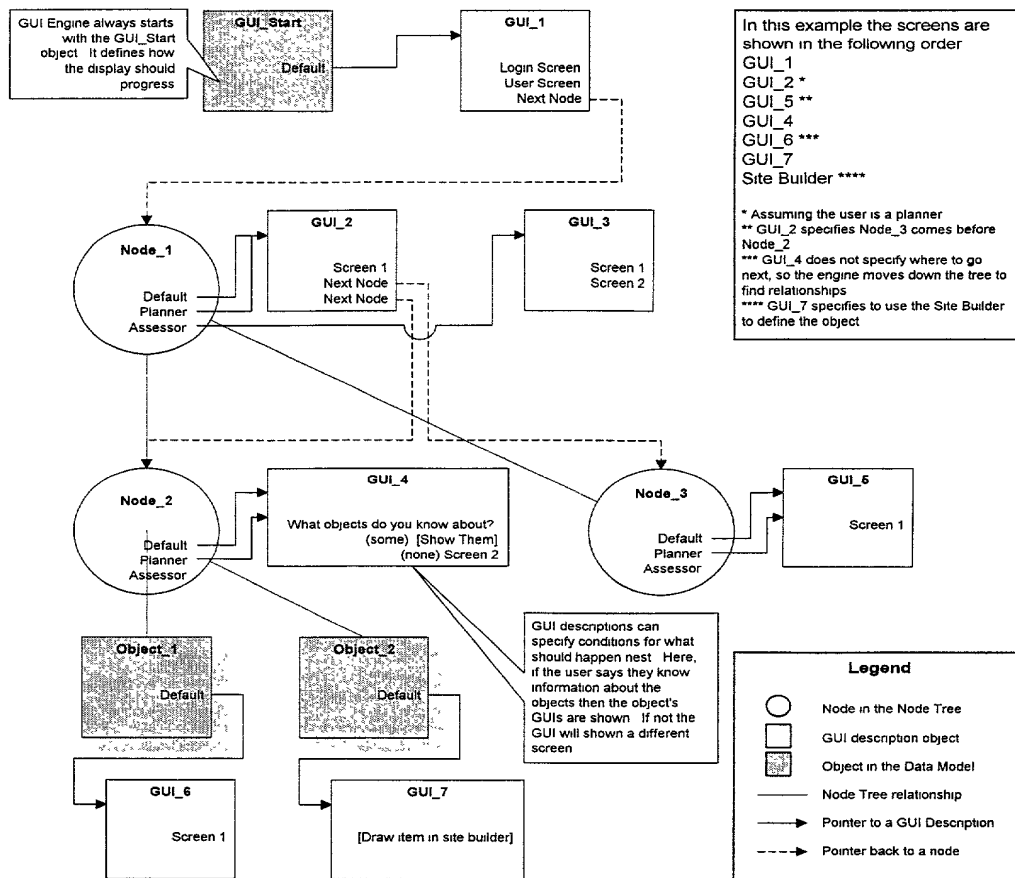 GUI Engine always starts
with the GUI_Start
object It defines how
the display should
progress
GUI_Start
Default
GUI_1
Login Screen
User Screen
Next Node
In this example the screens are
shown in the following order
GUI_1
GUI_2 *
GUI_5 **
GUI_4
GUI_6 ***
GUI_7
Site Builder ****
* Assuming the user is a planner
** GUI_2 specifies Node_3 comes before
Node_2
*** GUI_4 does not specify where to go
next, so the engine moves down the tree to
find relationships
**** GUI_7 specifies to use the Site Builder
to define the object
Node_1
Default
Planner
Assessor
GUI_2
Screen 1
Next Node
Next Node
GUI_3
Screen 1
Screen 2
Node_2
Default
Planner
Assessor
GUI_4
What objects do you know about?
(some) [Show Them]
(none) Screen 2
Node_3
Default
Planner
Assessor
GUI_5
Screen 1
Object_1
Default
Object_2
Default
GUI descriptions can
specify conditions for what
should happen nest Here,
if the user says they know
information about the
objects then the object's
GUIs are shown If not the
GUI will shown a different
screen
GUI_6
Screen 1
GUI_7
[Draw item in site builder]
Legend
Node in the Node Tree
GUI description object
Object in the Data Model
Node Tree relationship
Pointer to a GUI Description
Pointer back to a node